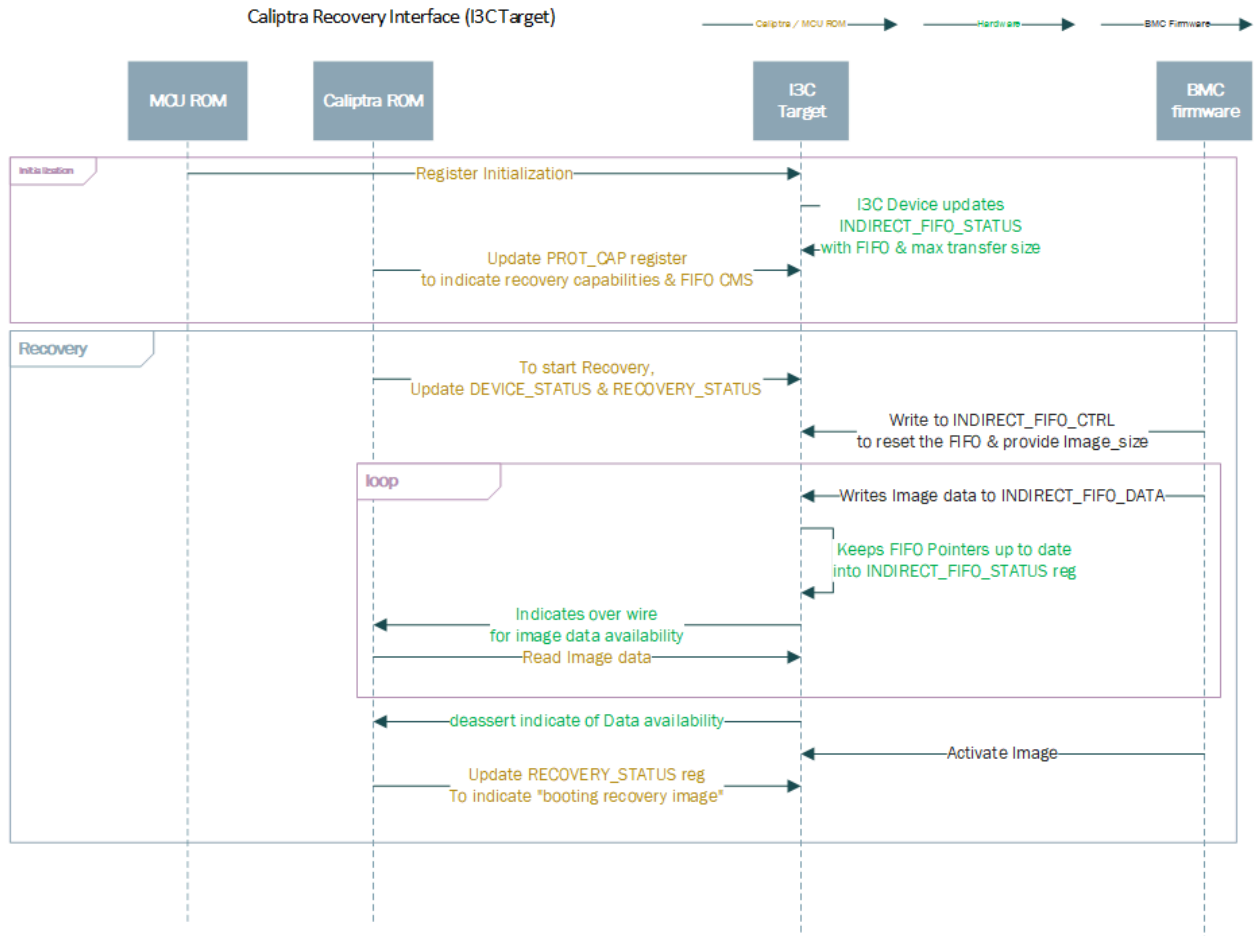 Caliptra Recovery Interface (I3C Target)
Caliptra / MCU ROM
Hardware
BMC Firmware
MCU ROM
Caliptra ROM
I3C
Target
BMC
firmware
Initialization
Register Initialization
I3C Device updates
INDIRECT_FIFO_STATUS
with FIFO & max transfer size
Update PROT_CAP register
to indicate recovery capabilities & FIFO CMS
Recovery
To start Recovery,
Update DEVICE_STATUS & RECOVERY_STATUS
Write to INDIRECT_FIFO_CTRL
to reset the FIFO & provide Image_size
loop
Writes Image data to INDIRECT_FIFO_DATA
Keeps FIFO Pointers up to date
into INDIRECT_FIFO_STATUS reg
Indicates over wire
for image data availability
Read Image data
deassert indicate of Data availability
Activate Image
Update RECOVERY_STATUS reg
To indicate "booting recovery image"